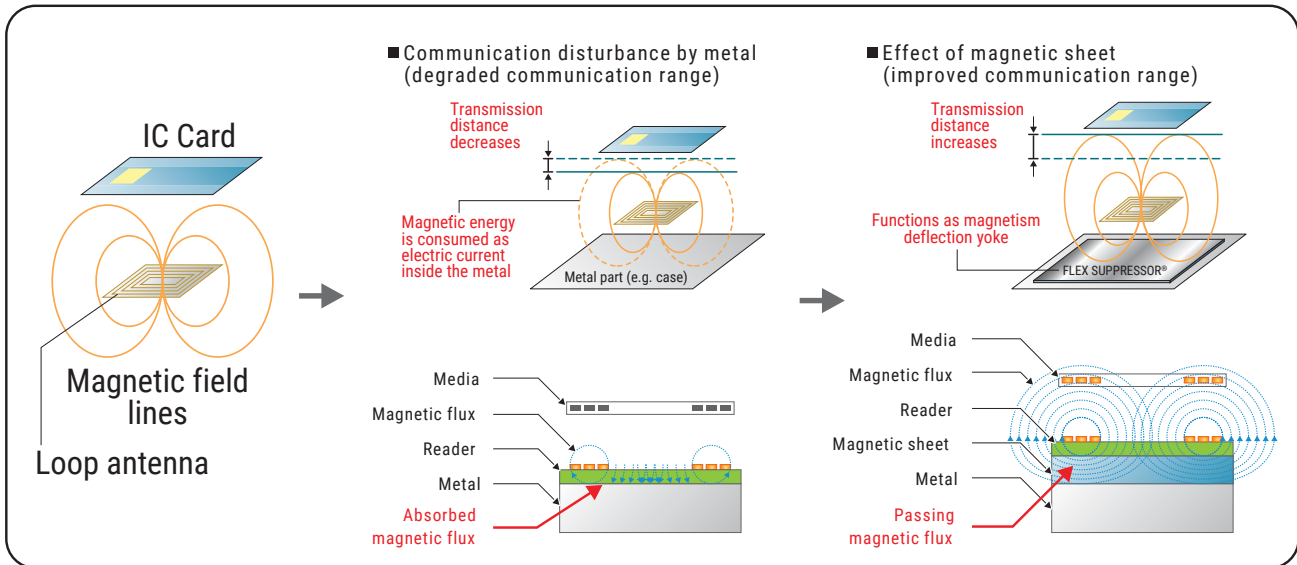 IC Card
Magnetic field
lines
Loop antenna
■ Communication disturbance by metal
(degraded communication range)
Transmission
distance
decreases
Magnetic energy
is consumed as
electric current
inside the metal
Metal part (e.g. case)
Media
Magnetic flux
Reader
Metal
Absorbed
magnetic flux
■ Effect of magnetic sheet
(improved communication range)
Transmission
distance
increases
Functions as magnetism
deflection yoke
FLEX SUPPRESSOR®
Media
Magnetic flux
Reader
Magnetic sheet
Metal
Passing
magnetic flux